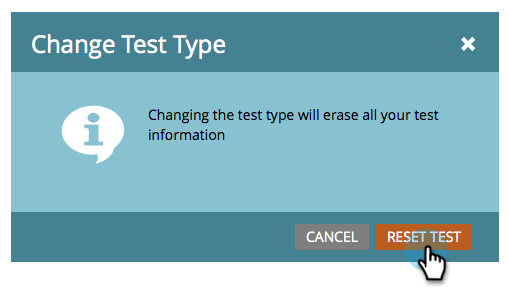 Change Test Type
Changing the test type will erase all your test
information
CANCEL
RESET TEST